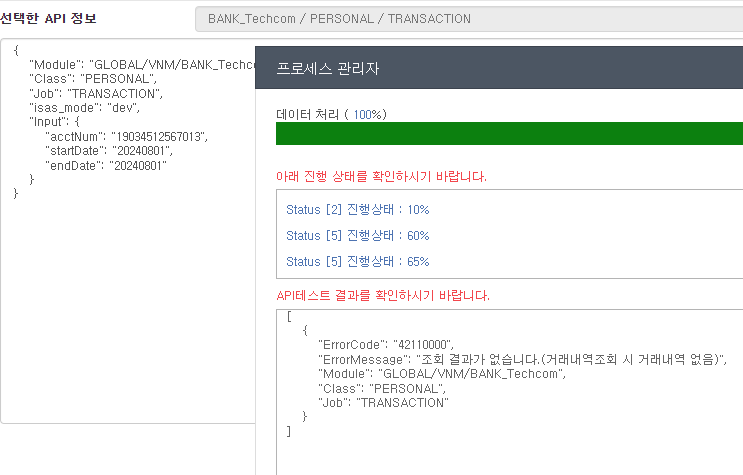 선택한 API 정보
BANK_Techcom / PERSONAL / TRANSACTION
{
"Module": "GLOBAL/VNM/BANK_Techco
"Class": "PERSONAL",
"Job": "TRANSACTION",
"isas_mode": "dev",
"Input": {
"acctNum": "19034512567013",
"startDate": "20240801",
"endDate": "20240801"
}
}
프로세스 관리자
데이터 처리 ( 100%)
아래 진행 상태를 확인하시기 바랍니다.
Status [2] 진행상태 : 10%
Status [5] 진행상태 : 60%
Status [5] 진행상태 : 65%
API테스트 결과를 확인하시기 바랍니다.
[
{
"ErrorCode": "42110000",
"ErrorMessage": "조회 결과가 없습니다.(거래내역조회 시 거래내역 없음)",
"Module": "GLOBAL/VNM/BANK_Techcom",
"Class": "PERSONAL",
"Job": "TRANSACTION"
}
]